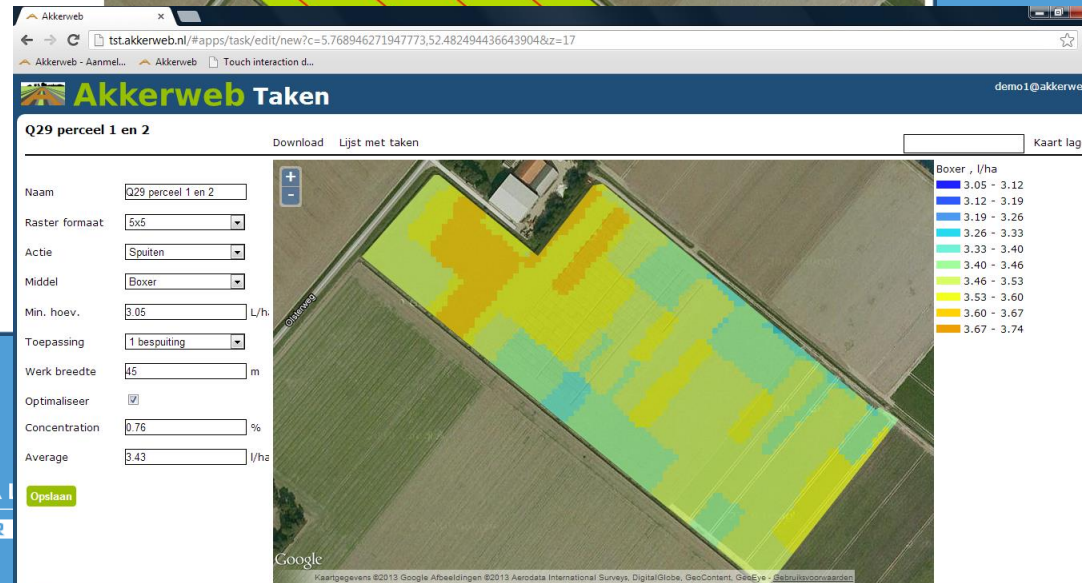 Akkerweb
tst.akkerweb.nl/#apps/task/edit/new?c=5.768946271947773,52.48249443664390​4&z=17
Akkerweb - Aanmel... Akkerweb Touch interaction d...
Akkerweb Taken
demo1@akkerwe
Q29 perceel 1 en 2
Download Lijst met taken
Kaart lag
Naam Q29 perceel 1 en 2
Raster formaat 5x5
Actie Spuiten
Middel Boxer
Min. hoev. 3.05 L/h
Toepassing 1 bespuiting
Werk breedte 45 m
Optimaliseer
Concentration 0.76 %
Average 3.43 l/ha
Opslaan
+
-
Olsterweg
Google
Kaartgegevens ©2013 Google Afbeeldingen ©2013 Aerodata International Surveys, DigitalGlobe, GeoContent, GeoEye - Gebruiksvoorwaarden
Boxer , l/ha
3.05 - 3.12
3.12 - 3.19
3.19 - 3.26
3.26 - 3.33
3.33 - 3.40
3.40 - 3.46
3.46 - 3.53
3.53 - 3.60
3.60 - 3.67
3.67 - 3.74